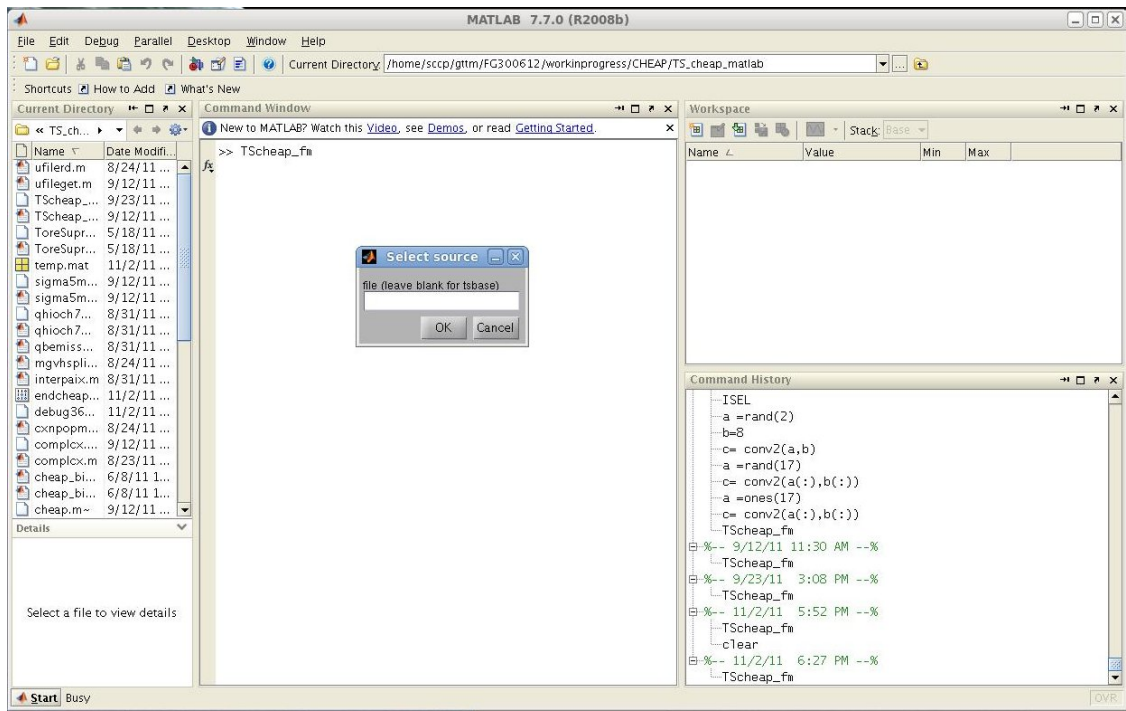 MATLAB 7.7.0 (R2008b)
File Edit Debug Parallel Desktop Window Help
Current Directory: /home/sccp/gttm/FG300612/workinprogress/CHEAP/TS_cheap_matlab
Shortcuts How to Add What's New
Current Directory
« TS_ch...
Name Date Modifi...
ufilerd.m 8/24/11 ...
ufileget.m 9/12/11 ...
TScheap_... 9/23/11 ...
TScheap_... 9/12/11 ...
ToreSupr... 5/18/11 ...
ToreSupr... 5/18/11 ...
temp.mat 11/2/11 ...
sigma5m... 9/12/11 ...
sigma5m... 9/12/11 ...
qhioch7... 8/31/11 ...
qhioch7... 8/31/11 ...
qbemiss... 8/31/11 ...
mgvhspli... 8/24/11 ...
interpaix.m 8/31/11 ...
endcheap... 11/2/11 ...
debug36... 11/2/11 ...
cxnpopm... 8/24/11 ...
complcx.... 9/12/11 ...
complcx.m 8/23/11 ...
cheap_bi... 6/8/11 1...
cheap_bi... 6/8/11 1...
cheap.m~ 9/12/11 ...
Details
Select a file to view details
Command Window
New to MATLAB? Watch this Video, see Demos, or read Getting Started.
>> TScheap_fm
fx
Select source
file (leave blank for tsbase)
OK Cancel
Workspace
Stack: Base
Name Value Min Max
Command History
ISEL
a =rand(2)
b=8
c= conv2(a,b)
a =rand(17)
c= conv2(a(:),b(:))
a =ones(17)
c= conv2(a(:),b(:))
TScheap_fm
%-- 9/12/11 11:30 AM --%
TScheap_fm
%-- 9/23/11 3:08 PM --%
TScheap_fm
%-- 11/2/11 5:52 PM --%
TScheap_fm
clear
%-- 11/2/11 6:27 PM --%
TScheap_fm
Start Busy
OVR